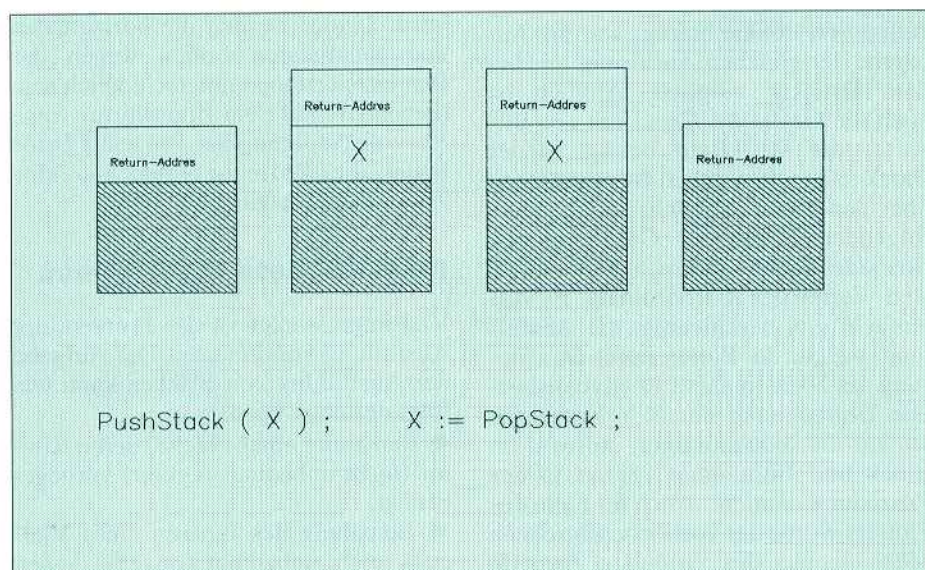 Return-Addres
X
Return-Addres
X
Return-Addres
Return-Addres
PushStack ( X ) ;    X := PopStack ;